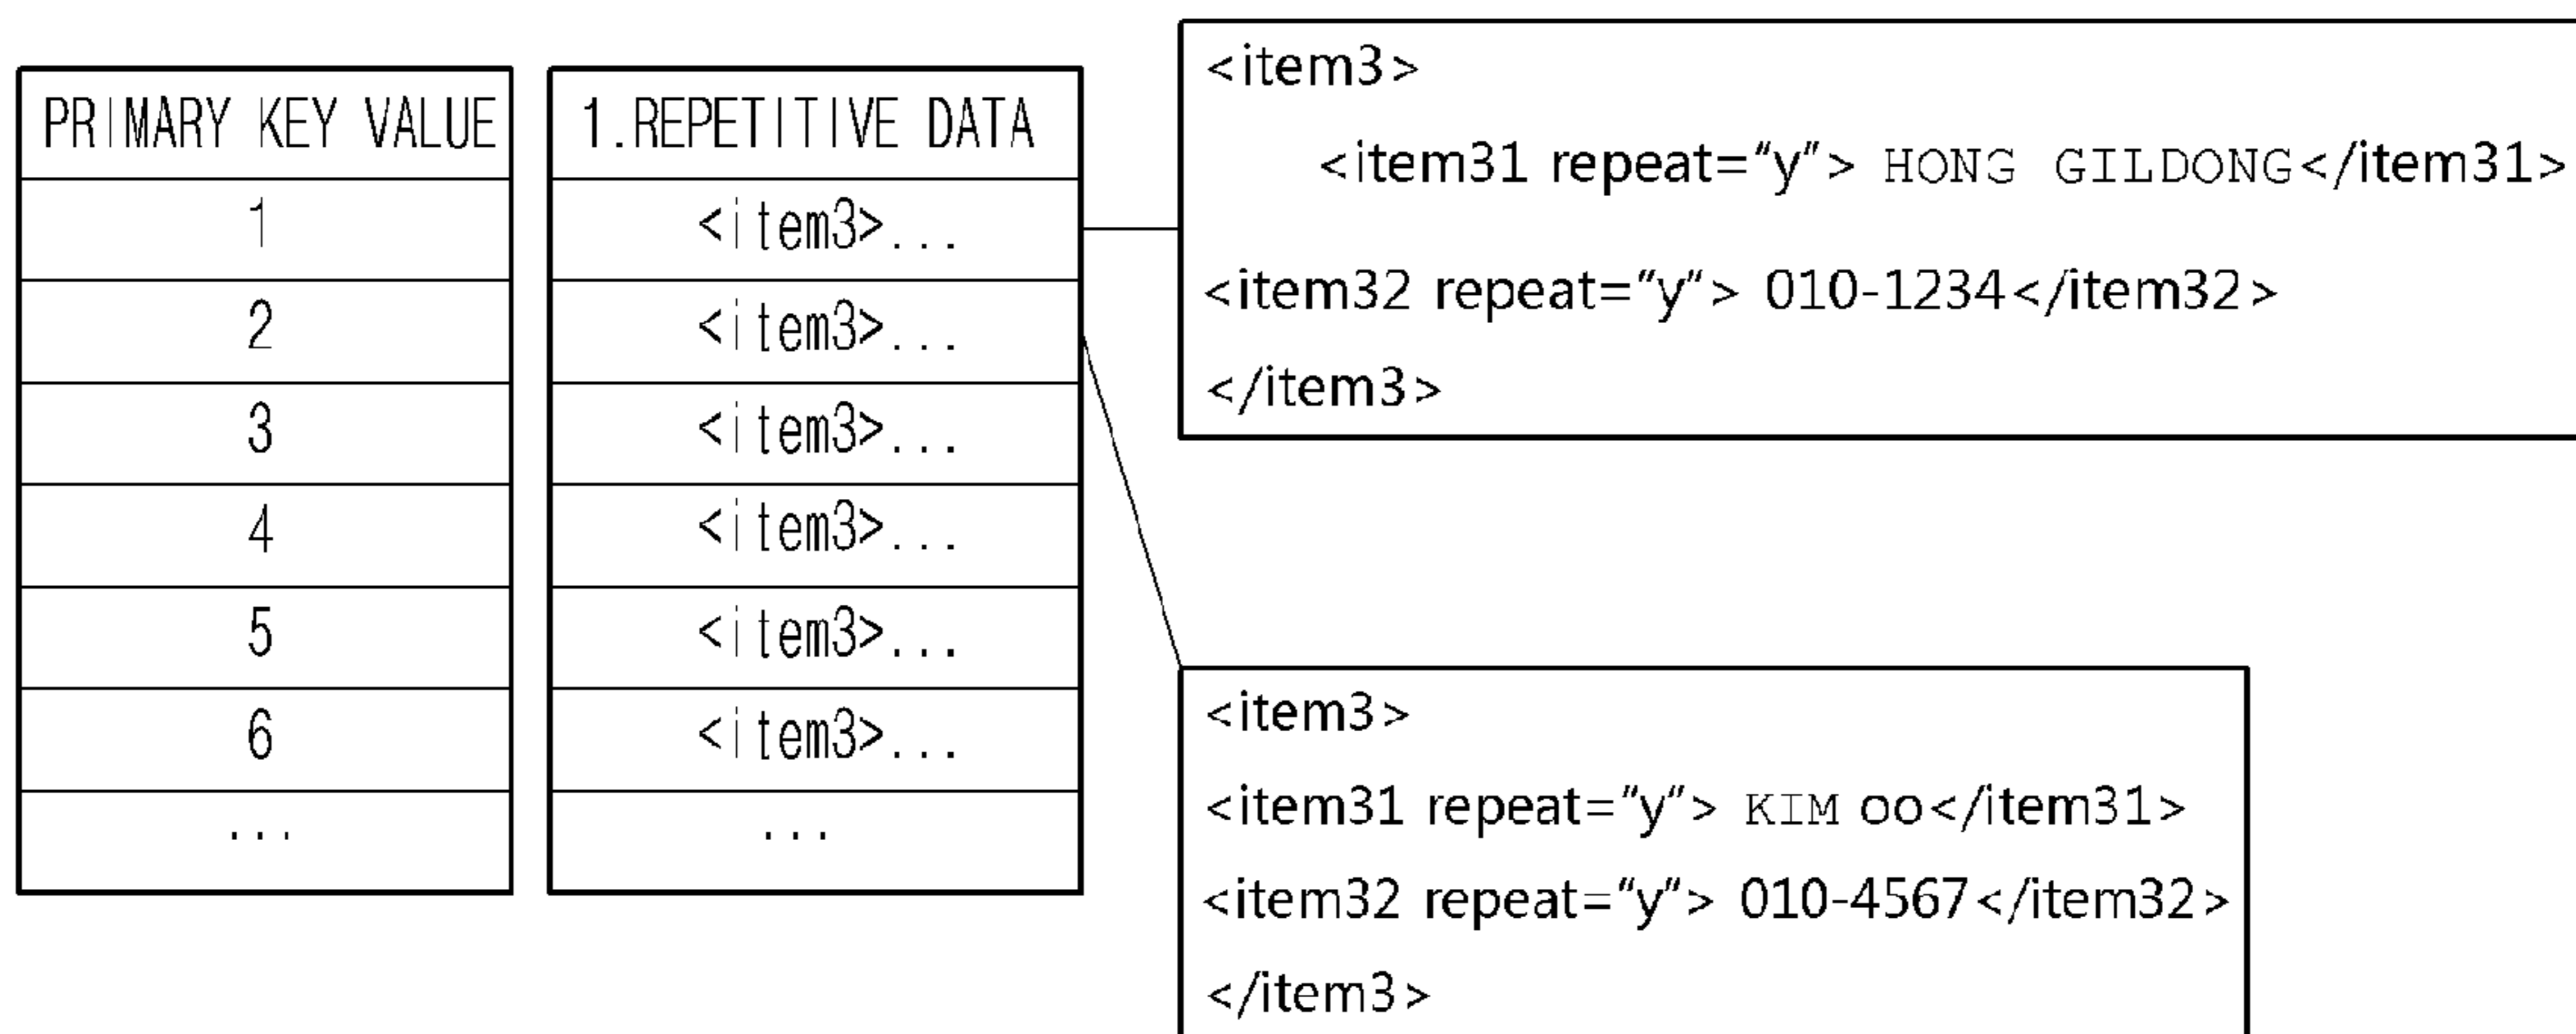 PRIMARY KEY VALUE
1
2
3
4
5
6
...
1.REPETITIVE DATA
<item3>...
<item3>...
<item3>...
<item3>...
<item3>...
<item3>...
...
<item3>
<item31 repeat="y"> HONG GILDONG</item31>
<item32 repeat="y"> 010-1234</item32>
</item3>
<item3>
<item31 repeat="y"> KIM oo</item31>
<item32 repeat="y"> 010-4567</item32>
</item3>